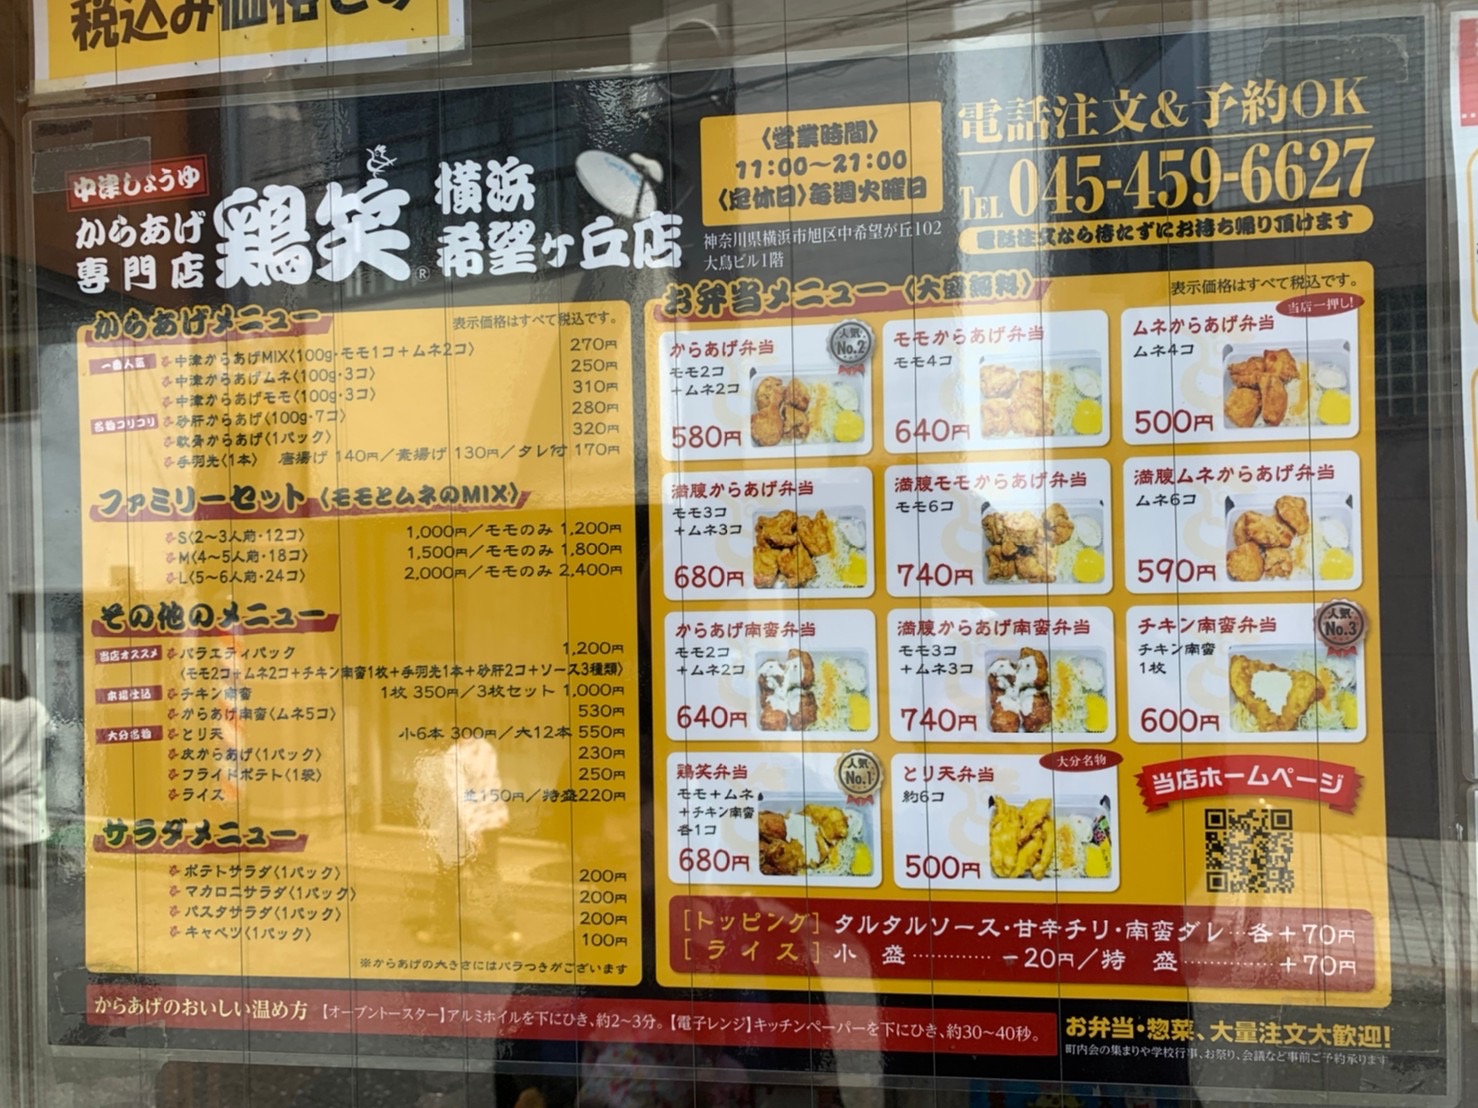 税込み価格
中津しょうゆ
からあげ
専門店
鶏笑®
横浜
希望ヶ丘店
〈営業時間〉
11:00〜21:00
〈定休日〉毎週火曜日
神奈川県横浜市旭区中希望が丘102
大鳥ビル1階
電話注文&予約OK
TEL 045-459-6627
電話注文なら待たずにお持ち帰り頂けます
からあげメニュー
表示価格はすべて税込です。
一番人気 中津からあげMIX〈100g・モモ1コ+ムネ2コ〉 270円
中津からあげムネ〈100g・3コ〉 250円
中津からあげモモ〈100g・3コ〉 310円
名物コリコリ 砂肝からあげ〈100g・7コ〉 280円
軟骨からあげ〈1パック〉 320円
手羽先〈1本〉 唐揚げ 140円/素揚げ 130円/タレ付 170円
ファミリーセット〈モモとムネのMIX〉
S〈2〜3人前・12コ〉 1,000円/モモのみ 1,200円
M〈4〜5人前・18コ〉 1,500円/モモのみ 1,800円
L〈5〜6人前・24コ〉 2,000円/モモのみ 2,400円
その他のメニュー
当店オススメ バラエティパック 1,200円
〈モモ2コ+ムネ2コ+チキン南蛮1枚+手羽先1本+砂肝2コ+ソース3種類〉
本場仕込 チキン南蛮 1枚 350円/3枚セット 1,000円
からあげ南蛮〈ムネ5コ〉 530円
大分名物 とり天 小6本 300円/大12本 550円
皮からあげ〈1パック〉 230円
フライドポテト〈1袋〉 250円
ライス 並150円/特盛220円
サラダメニュー
ポテトサラダ〈1パック〉 200円
マカロニサラダ〈1パック〉 200円
パスタサラダ〈1パック〉 200円
キャベツ〈1パック〉 100円
※からあげの大きさにはバラつきがございます
お弁当メニュー〈大盛無料〉
表示価格はすべて税込です。
からあげ弁当
人気No.2
モモ2コ
+ムネ2コ
580円
モモからあげ弁当
モモ4コ
640円
当店一押し!
ムネからあげ弁当
ムネ4コ
500円
満腹からあげ弁当
モモ3コ
+ムネ3コ
680円
満腹モモからあげ弁当
モモ6コ
740円
満腹ムネからあげ弁当
ムネ6コ
590円
からあげ南蛮弁当
モモ2コ
+ムネ2コ
640円
満腹からあげ南蛮弁当
モモ3コ
+ムネ3コ
740円
チキン南蛮弁当
人気No.3
チキン南蛮
1枚
600円
鶏笑弁当
人気No.1
モモ+ムネ
+チキン南蛮
各1コ
680円
大分名物
とり天弁当
約6コ
500円
当店ホームページ
[トッピング] タルタルソース・甘辛チリ・南蛮ダレ…各+70円
[ライス] 小盛…………−20円/特盛……………+70円
からあげのおいしい温め方 【オーブントースター】アルミホイルを下にひき、約2〜3分。【電子レンジ】キッチンペーパーを下にひき、約30〜40秒。
お弁当・惣菜、大量注文大歓迎!
町内会の集まりや学校行事、お祭り、会議など事前ご予約承ります